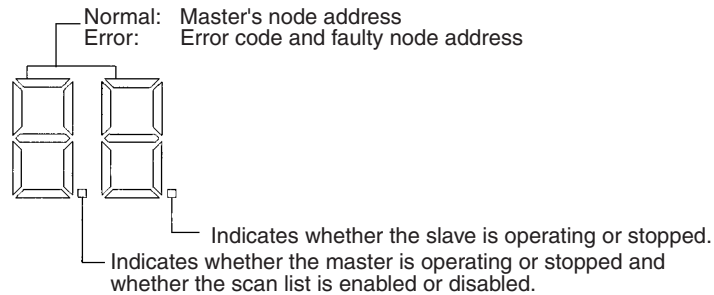 Normal: Master's node address
Error: Error code and faulty node address
Indicates whether the slave is operating or stopped.
Indicates whether the master is operating or stopped and
whether the scan list is enabled or disabled.